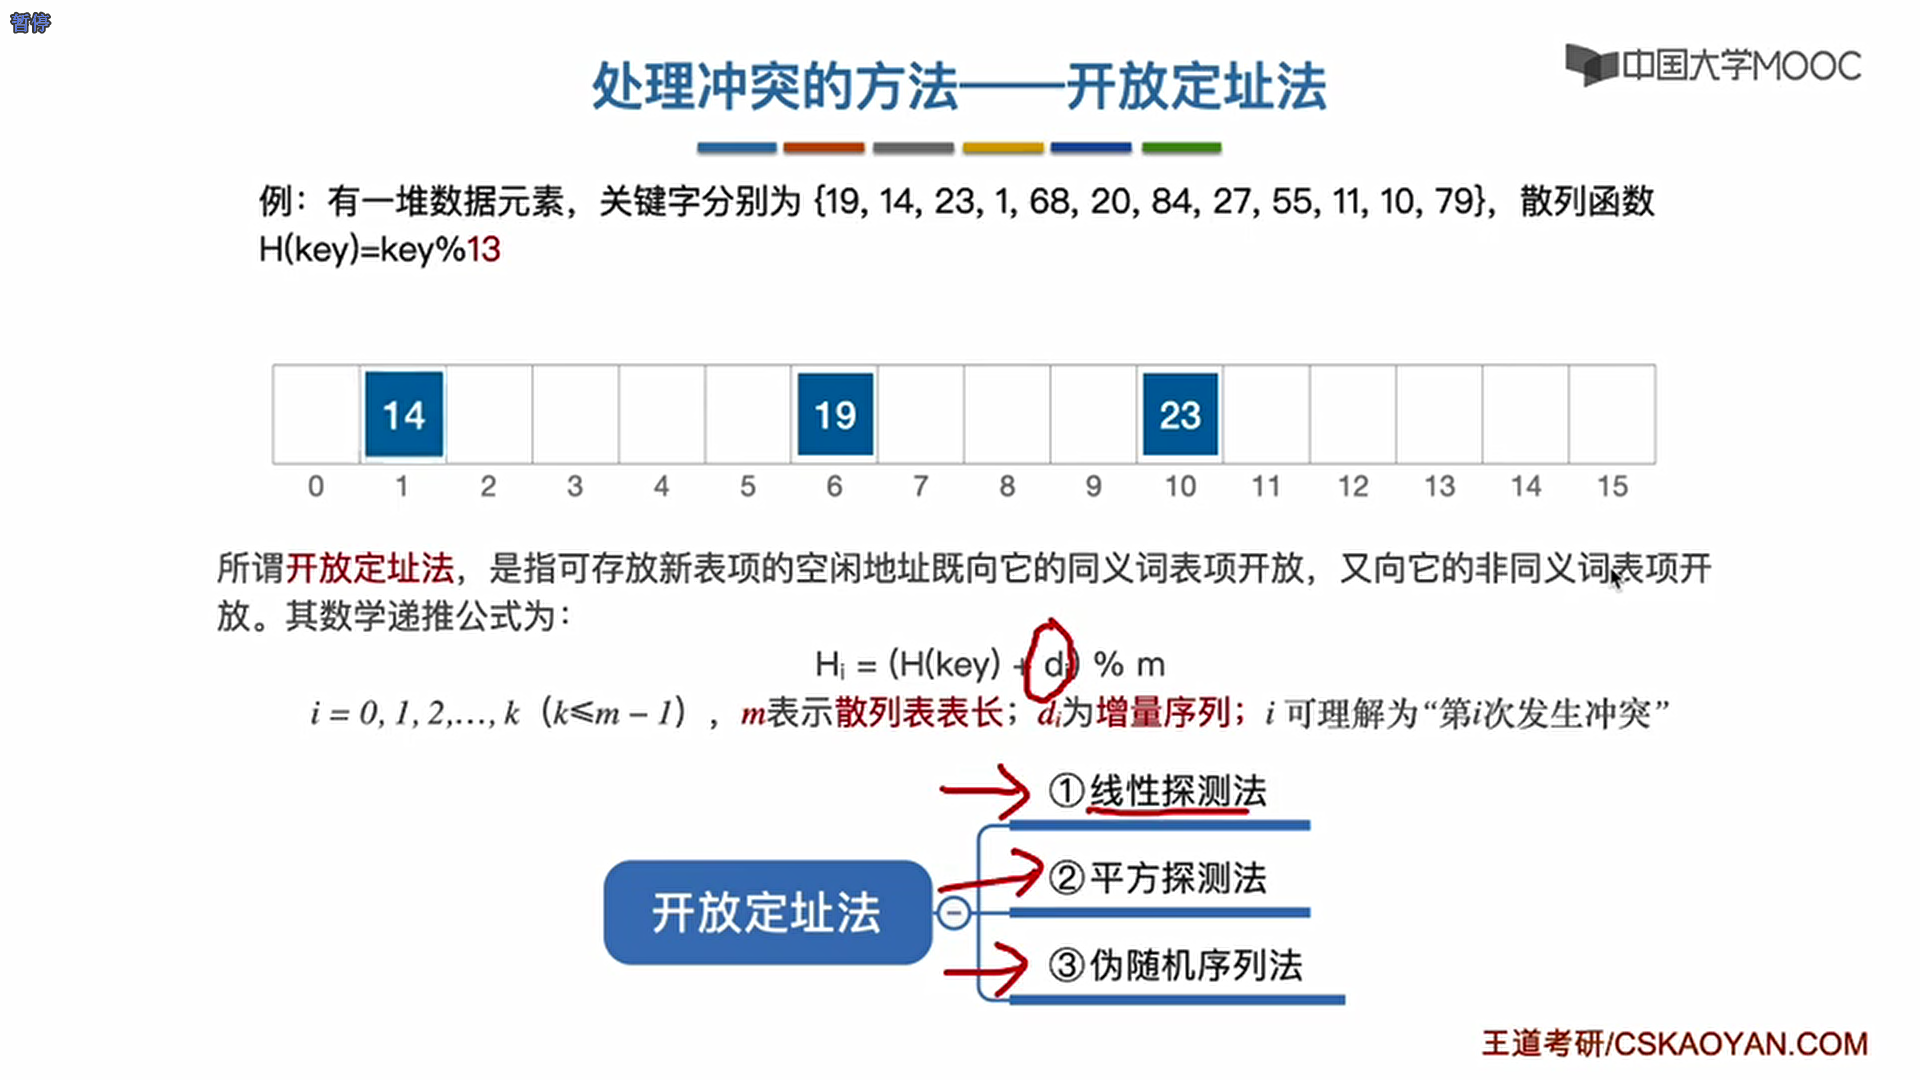 暂停
中国大学MOOC
处理冲突的方法——开放定址法
例：有一堆数据元素，关键字分别为 {19, 14, 23, 1, 68, 20, 84, 27, 55, 11, 10, 79}，散列函数
H(key)=key%13
14 19 23
0 1 2 3 4 5 6 7 8 9 10 11 12 13 14 15
所谓开放定址法，是指可存放新表项的空闲地址既向它的同义词表项开放，又向它的非同义词表项开
放。其数学递推公式为：
Hᵢ = (H(key) + dᵢ) % m
i = 0, 1, 2,…, k（k≤m − 1），m表示散列表表长；dᵢ为增量序列；i 可理解为“第i次发生冲突”
①线性探测法
②平方探测法
开放定址法
③伪随机序列法
王道考研/CSKAOYAN.COM